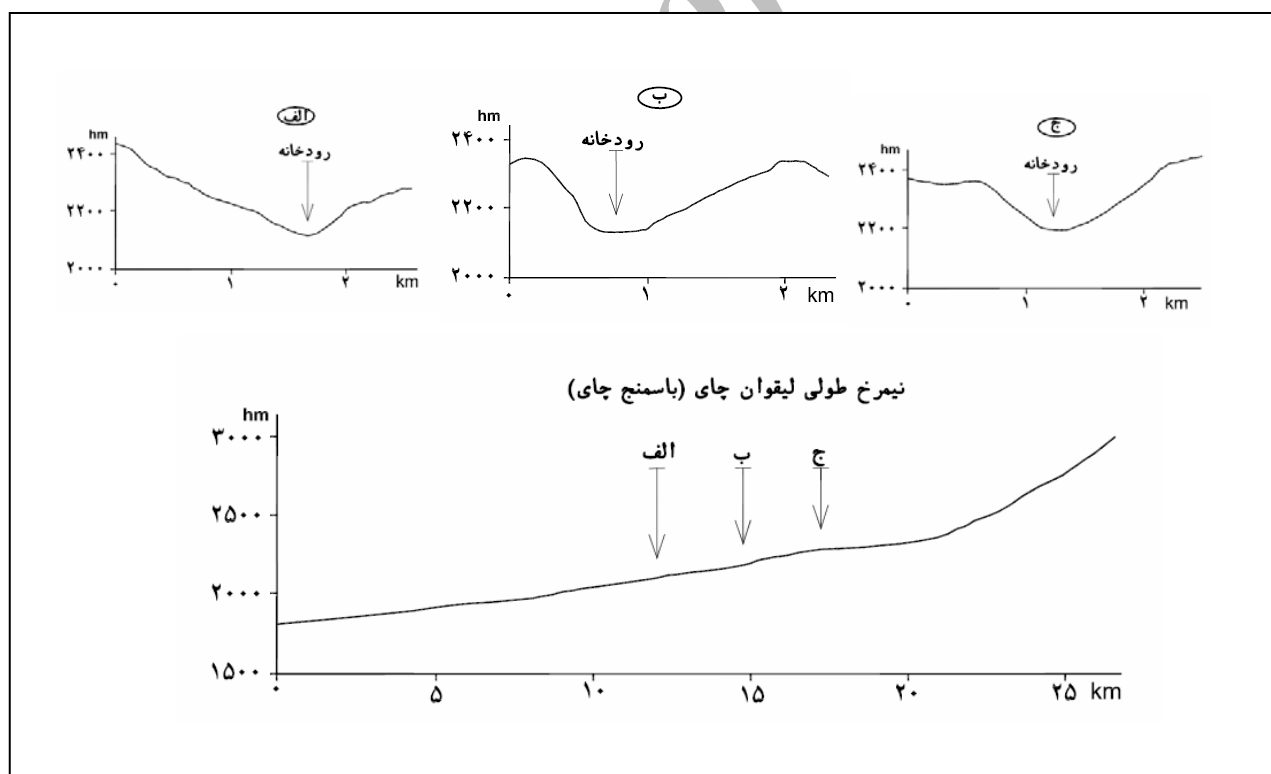 الف
hm
رودخانه
۲۴۰۰
۲۲۰۰
۲۰۰۰
۰ ۱ ۲ km
ب
hm
رودخانه
۲۴۰۰
۲۲۰۰
۲۰۰۰
۰ ۱ ۲ km
ج
hm
رودخانه
۲۴۰۰
۲۲۰۰
۲۰۰۰
۰ ۱ ۲ km
نیمرخ طولی لیقوان چای (باسمنج چای)
hm
۳۰۰۰
الف ب ج
۲۵۰۰
۲۰۰۰
۱۵۰۰
۰ ۵ ۱۰ ۱۵ ۲۰ ۲۵ km